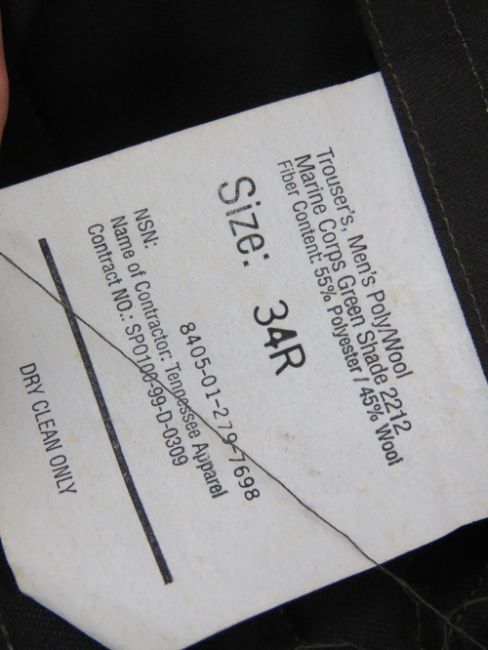 Trouser's, Men's Poly/Wool
Marine Corps Green Shade 2212
Fiber Content: 55% Polyester / 45% Wool
Size: 34R
NSN: 8405-01-279-7698
Name of Contractor: Tennessee Apparel
Contract NO.: SPO100-99-D-0309
DRY CLEAN ONLY